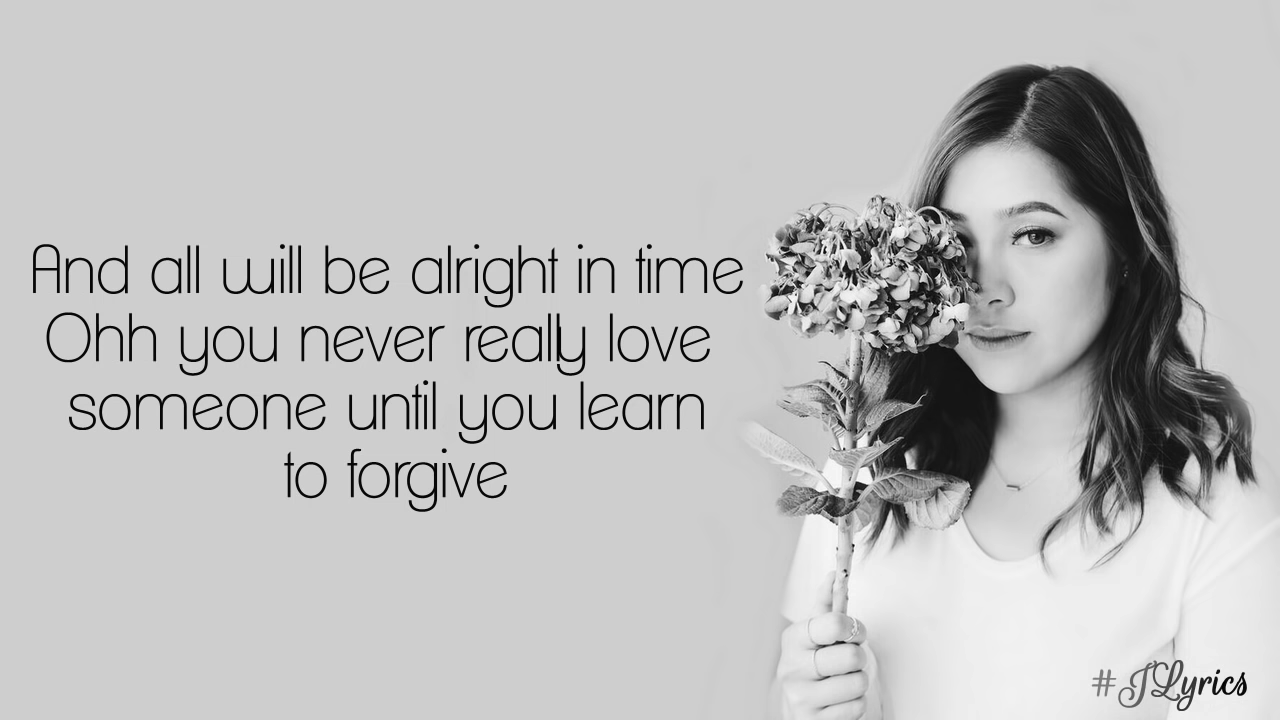 And all will be alright in time
Ohh you never really love
someone until you learn
to forgive
# JLyrics